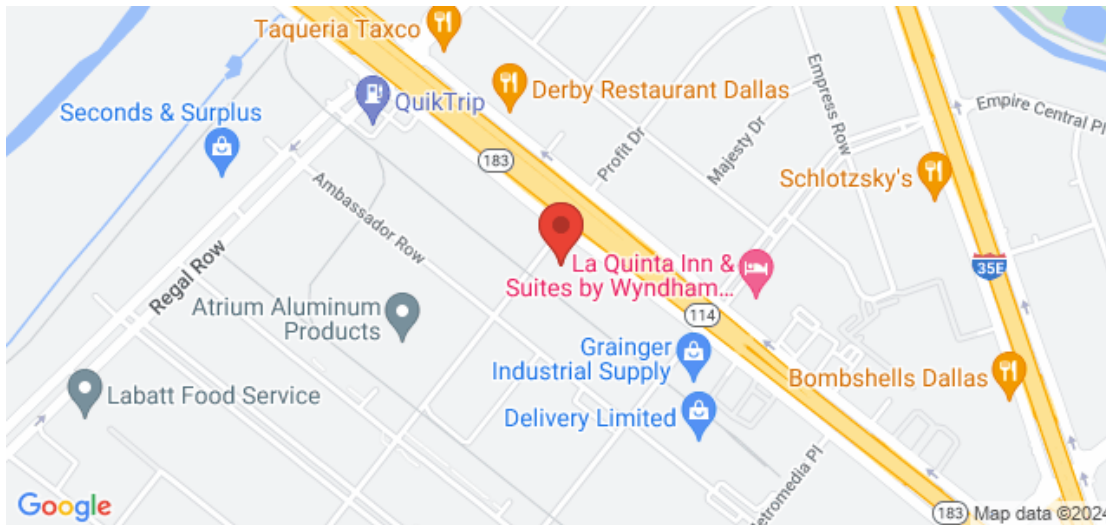 Taqueria Taxco
Derby Restaurant Dallas
QuikTrip
Seconds & Surplus
183
Profit Dr
Majesty Dr
Empress Row
Empire Central Pl
Schlotzsky's
Ambassador Row
Regal Row
La Quinta Inn &
Suites by Wyndham...
35E
Atrium Aluminum
Products
114
Grainger
Industrial Supply
Bombshells Dallas
Labatt Food Service
Delivery Limited
Google
183
Map data ©2024